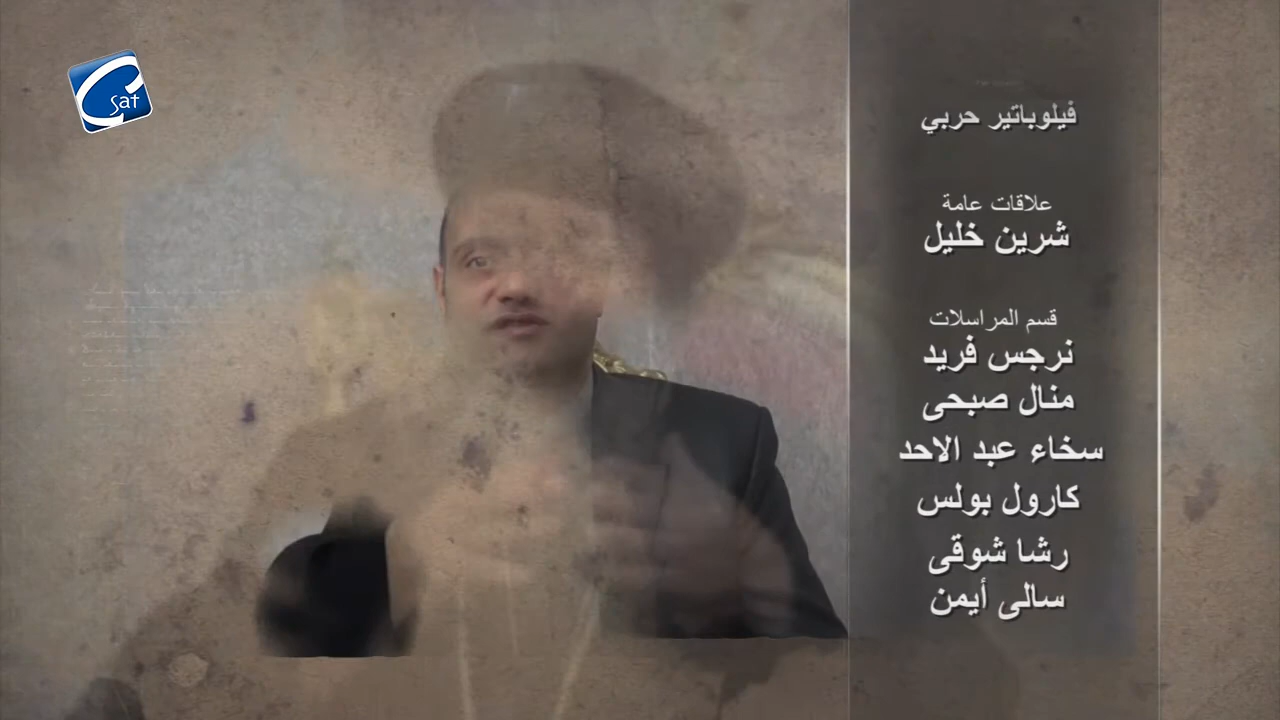 C
Sat
فيلوباتير حربي
علاقات عامة
شرين خليل
قسم المراسلات
نرجس فريد
منال صبحى
سخاء عبد الاحد
كارول بولس
رشا شوقى
سالى أيمن